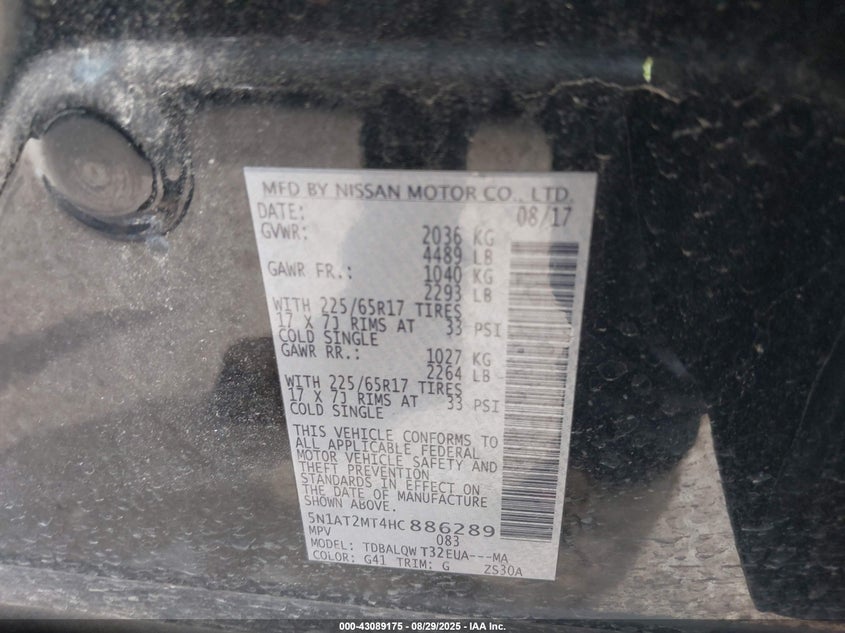 MFD BY NISSAN MOTOR CO., LTD.
DATE: 08/17
GVWR: 2036 KG
4489 LB
GAWR FR.: 1040 KG
2293 LB
WITH 225/65R17 TIRES
17 X 7J RIMS AT 33 PSI
COLD SINGLE
GAWR RR.: 1027 KG
2264 LB
WITH 225/65R17 TIRES
17 X 7J RIMS AT 33 PSI
COLD SINGLE
THIS VEHICLE CONFORMS TO
ALL APPLICABLE FEDERAL
MOTOR VEHICLE SAFETY AND
THEFT PREVENTION
STANDARDS IN EFFECT ON
THE DATE OF MANUFACTURE
SHOWN ABOVE.
5N1AT2MT4HC886289
MPV 083
MODEL: TDBALQW T32EUA---MA
COLOR: G41 TRIM: G ZS30A
000-43089175 - 08/29/2025 - IAA Inc.